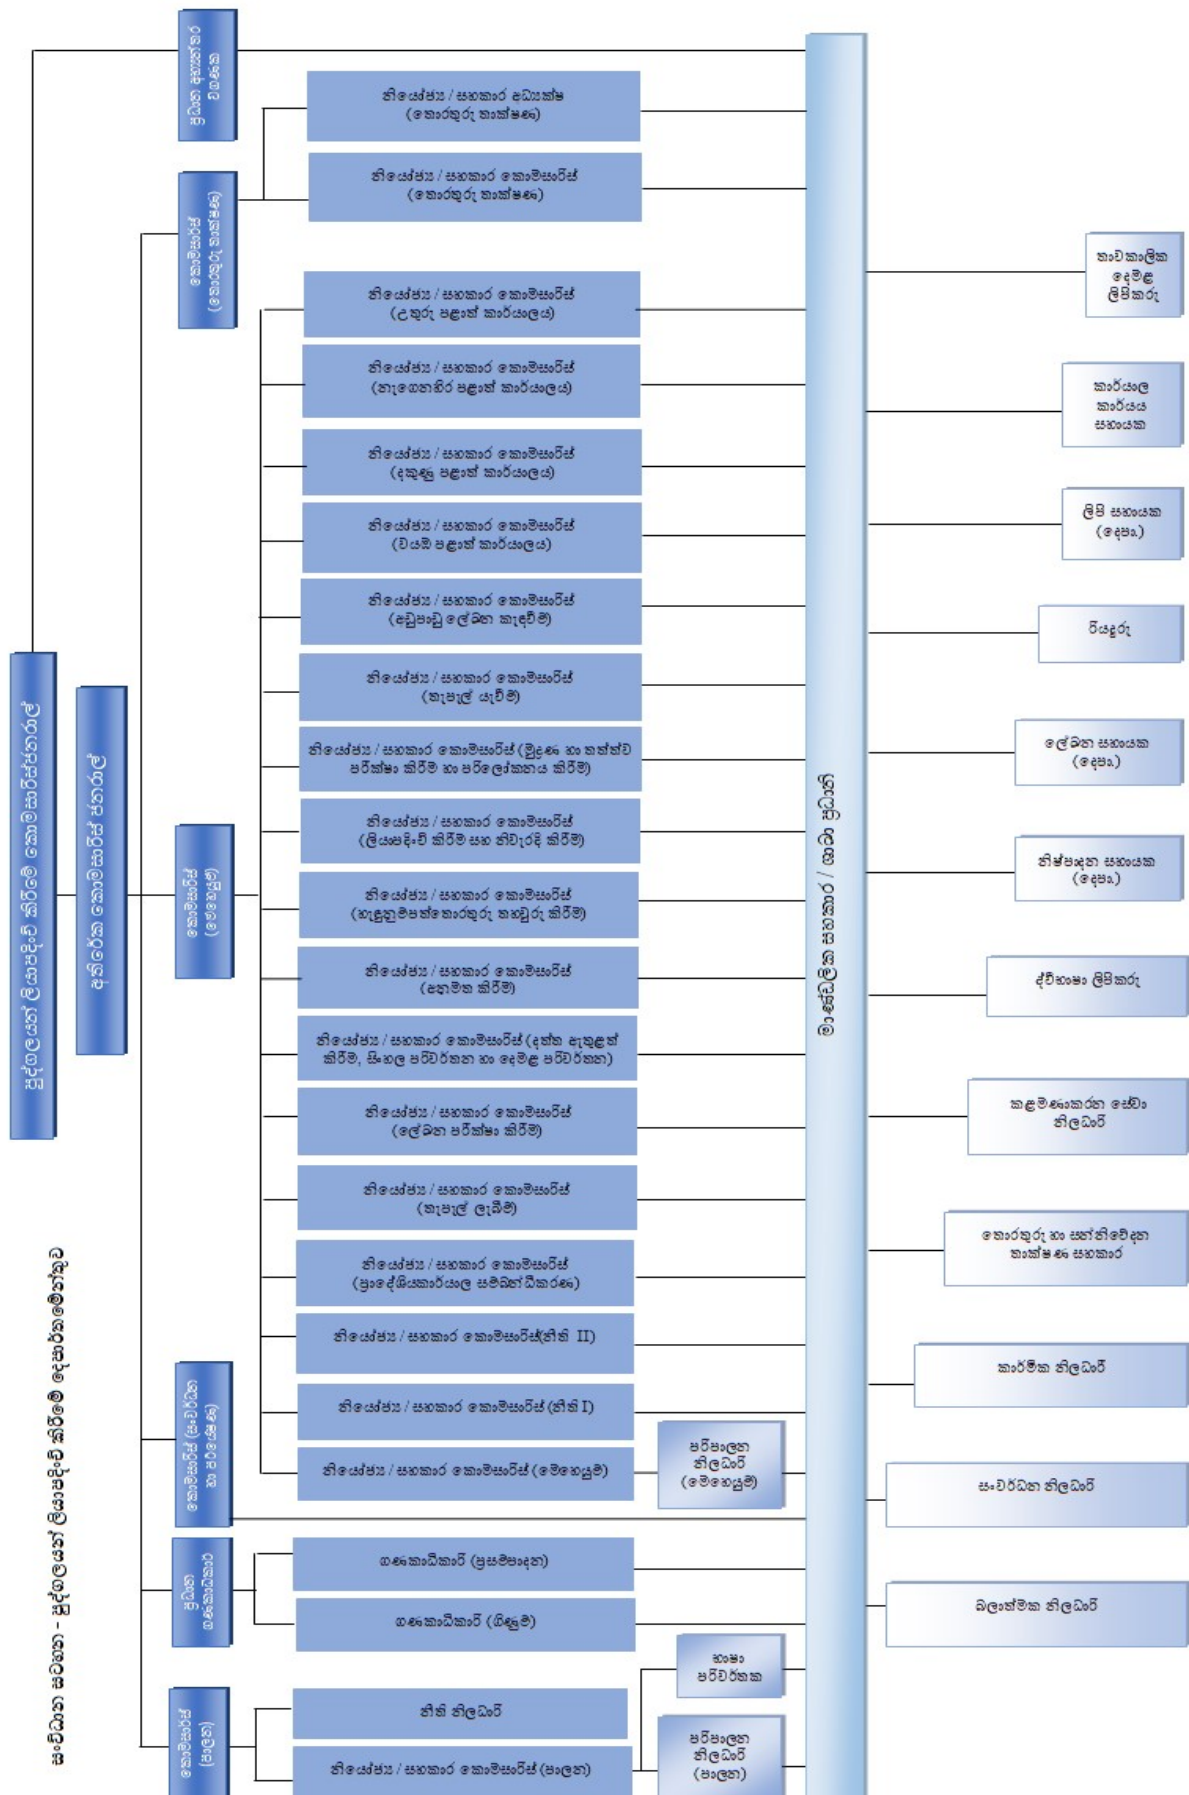 සංවිධාන සටහන - පුද්ගලයන් ලියාපදිංචි කිරීමේ දෙපාර්තමේන්තුව
පුද්ගලයන් ලියාපදිංචි කිරීමේ කොමසාරිස්ජනරාල්
අතිරේක කොමසාරිස් ජනරාල්
ප්‍රධාන අභ්‍යන්තර
විගණක
කොමසාරිස්
(තොරතුරු තාක්ෂණ)
නියෝජ්‍ය / සහකාර අධ්‍යක්ෂ
(තොරතුරු තාක්ෂණ)
නියෝජ්‍ය / සහකාර කොමසාරිස්
(තොරතුරු තාක්ෂණ)
කොමසාරිස්
(මෙහෙයුම්)
නියෝජ්‍ය / සහකාර කොමසාරිස්
(උතුරු පළාත් කාර්යාලය)
නියෝජ්‍ය / සහකාර කොමසාරිස්
(නැගෙනහිර පළාත් කාර්යාලය)
නියෝජ්‍ය / සහකාර කොමසාරිස්
(දකුණු පළාත් කාර්යාලය)
නියෝජ්‍ය / සහකාර කොමසාරිස්
(වයඹ පළාත් කාර්යාලය)
නියෝජ්‍ය / සහකාර කොමසාරිස්
(අඩුපාඩු ලේඛන කැඳවීම්)
නියෝජ්‍ය / සහකාර කොමසාරිස්
(තැපැල් යැවීම්)
නියෝජ්‍ය / සහකාර කොමසාරිස් (මුද්‍රණ හා තත්ත්ව
පරීක්ෂා කිරීම් හා පරිලෝකනය කිරීම්)
නියෝජ්‍ය / සහකාර කොමසාරිස්
(ලියාපදිංචි කිරීම් සහ නිවැරදි කිරීම්)
නියෝජ්‍ය / සහකාර කොමසාරිස්
(හැඳුනුම්පත්තොරතුරු තහවුරු කිරීම්)
නියෝජ්‍ය / සහකාර කොමසාරිස්
(අනුමත කිරීම්)
නියෝජ්‍ය / සහකාර කොමසාරිස් (දත්ත ඇතුළත්
කිරීම්, සිංහල පරිවර්තන හා දෙමළ පරිවර්තන)
නියෝජ්‍ය / සහකාර කොමසාරිස්
(ලේඛන පරීක්ෂා කිරීම්)
නියෝජ්‍ය / සහකාර කොමසාරිස්
(තැපැල් ලැබීම්)
නියෝජ්‍ය / සහකාර කොමසාරිස්
(ප්‍රාදේශියකාර්යාල සම්බන්ධීකරණ)
නියෝජ්‍ය / සහකාර කොමසාරිස්(නීති II)
නියෝජ්‍ය / සහකාර කොමසාරිස් (නීති I)
නියෝජ්‍ය / සහකාර කොමසාරිස් (මෙහෙයුම්)
පරිපාලන
නිලධාරි
(මෙහෙයුම්)
කොමසාරිස් (සංවර්ධන
හා පර්යේෂණ)
ප්‍රධාන
ගණකාධිකාරි
ගණකාධිකාරි (ප්‍රසම්පාදන)
ගණකාධිකාරි (ගිණුම්)
කොමසාරිස්
(පාලන)
නීති නිලධාරි
නියෝජ්‍ය / සහකාර කොමසාරිස් (පාලන)
භාෂා
පරිවර්තක
පරිපාලන
නිලධාරි
(පාලන)
මාණ්ඩලික සහකාර / ශාඛා ප්‍රධානි
තාවකාලික
දෙමළ
ලිපිකරු
කාර්යාල
කාර්යය
සහායක
ලිපි සහායක
(දෙපා.)
රියදුරු
ලේඛන සහායක
(දෙපා.)
නිෂ්පාදන සහායක
(දෙපා.)
ද්විභාෂා ලිපිකරු
කළමණාකරන සේවා
නිලධාරි
තොරතුරු හා සන්නිවේදන
තාක්ෂණ සහකාර
කාර්මික නිලධාරී
සංවර්ධන නිලධාරි
බලාත්මක නිලධාරි